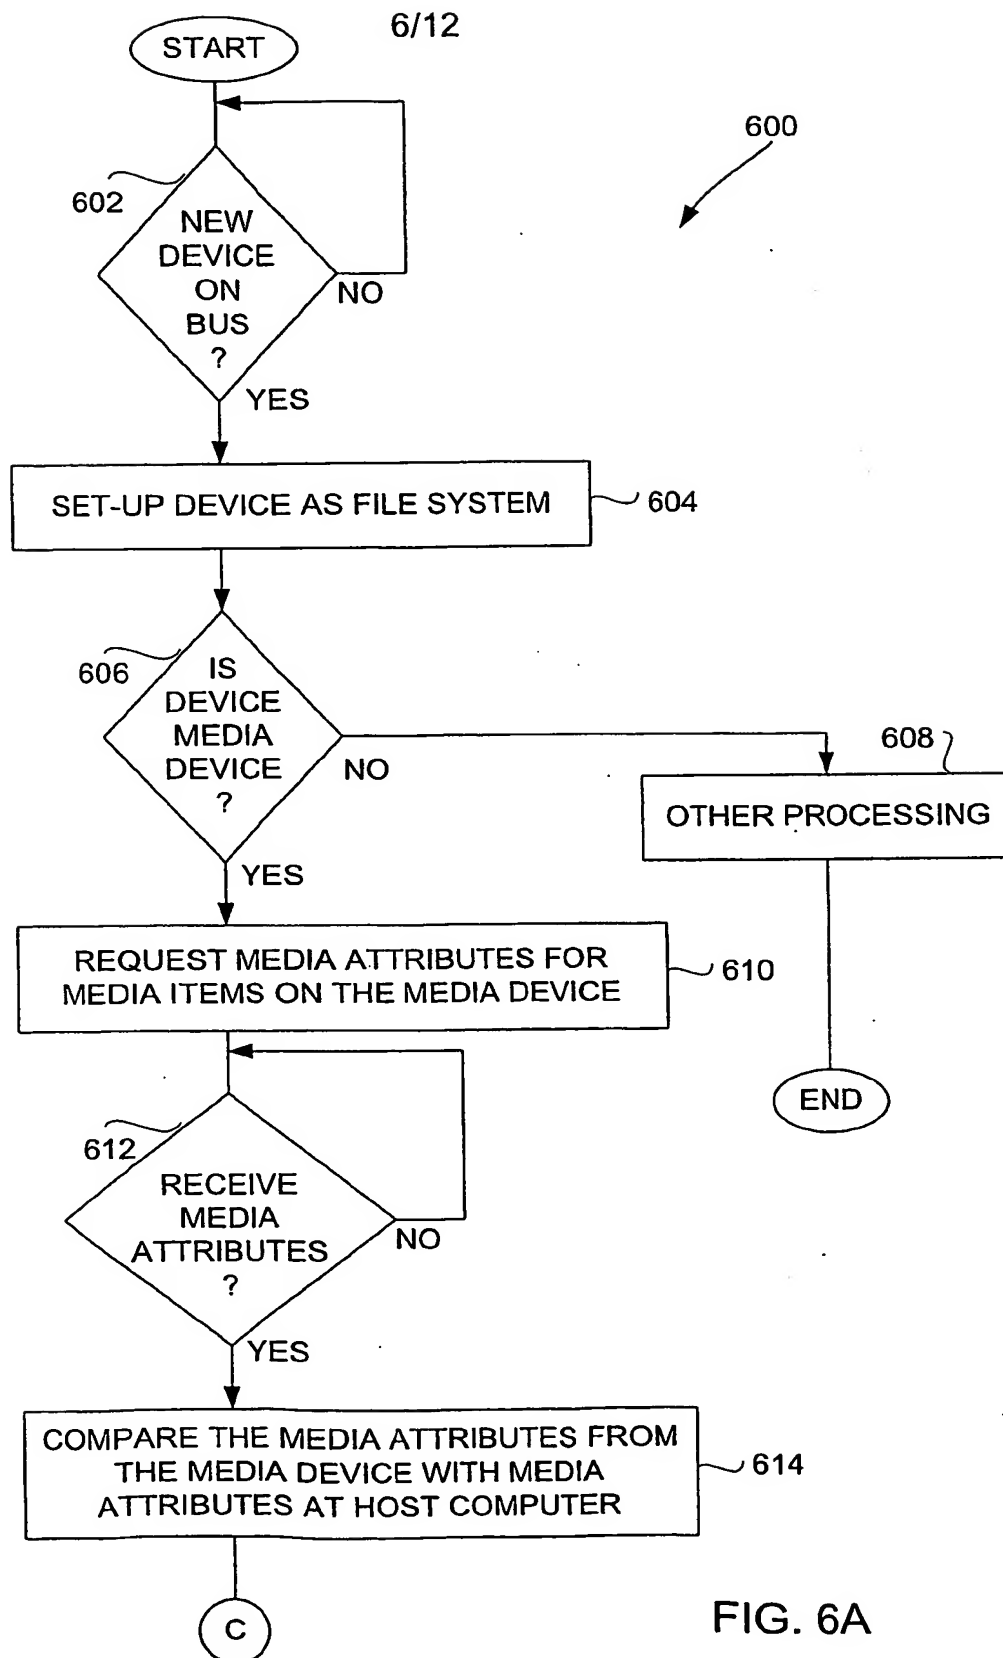 6/12
START
600
602
NEW
DEVICE
ON
BUS
?
NO
YES
SET-UP DEVICE AS FILE SYSTEM
604
606
IS
DEVICE
MEDIA
DEVICE
?
NO
608
OTHER PROCESSING
YES
REQUEST MEDIA ATTRIBUTES FOR
MEDIA ITEMS ON THE MEDIA DEVICE
610
END
612
RECEIVE
MEDIA
ATTRIBUTES
?
NO
YES
COMPARE THE MEDIA ATTRIBUTES FROM
THE MEDIA DEVICE WITH MEDIA
ATTRIBUTES AT HOST COMPUTER
614
C
FIG. 6A